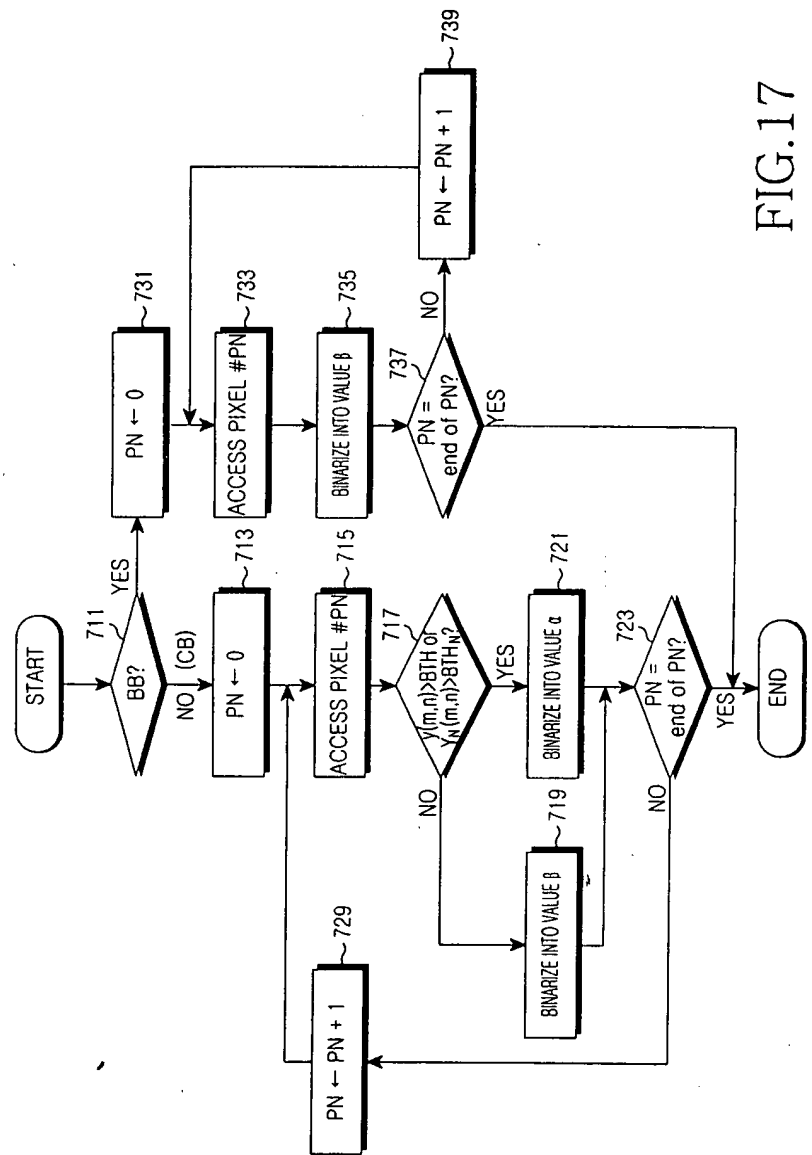 START
711
BB?
YES
NO (CB)
713
PN ← 0
715
ACCESS PIXEL #PN
717
y(m,n)>BTH or
yN(m,n)>BTHN?
NO
YES
719
BINARIZE INTO VALUE β
721
BINARIZE INTO VALUE α
723
PN =
end of PN?
NO
YES
729
PN ← PN + 1
731
PN ← 0
733
ACCESS PIXEL #PN
735
BINARIZE INTO VALUE β
737
PN =
end of PN?
NO
YES
739
PN ← PN + 1
END
FIG.17